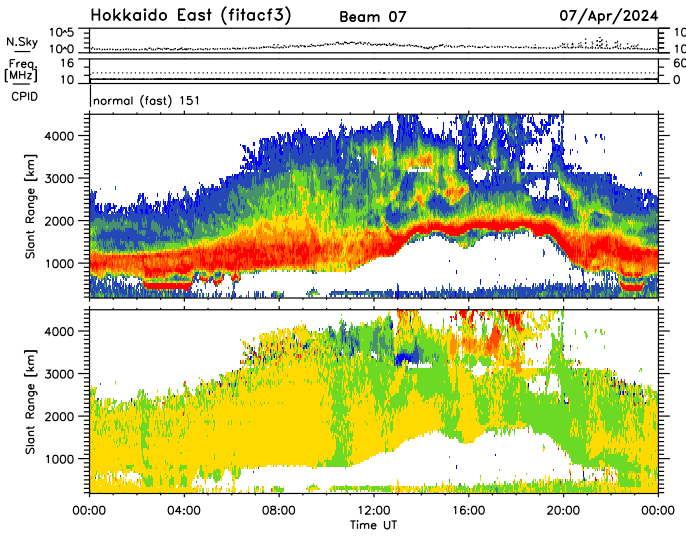 Hokkaido East (fitacf3) Beam 07 07/Apr/2024
N.Sky 10^5 10^0
Freq. [MHz] 16 10 60 0
CPID normal (fast) 151
Slant Range [km] 4000 3000 2000 1000
Slant Range [km] 4000 3000 2000 1000
00:00 04:00 08:00 12:00 16:00 20:00 00:00
Time UT